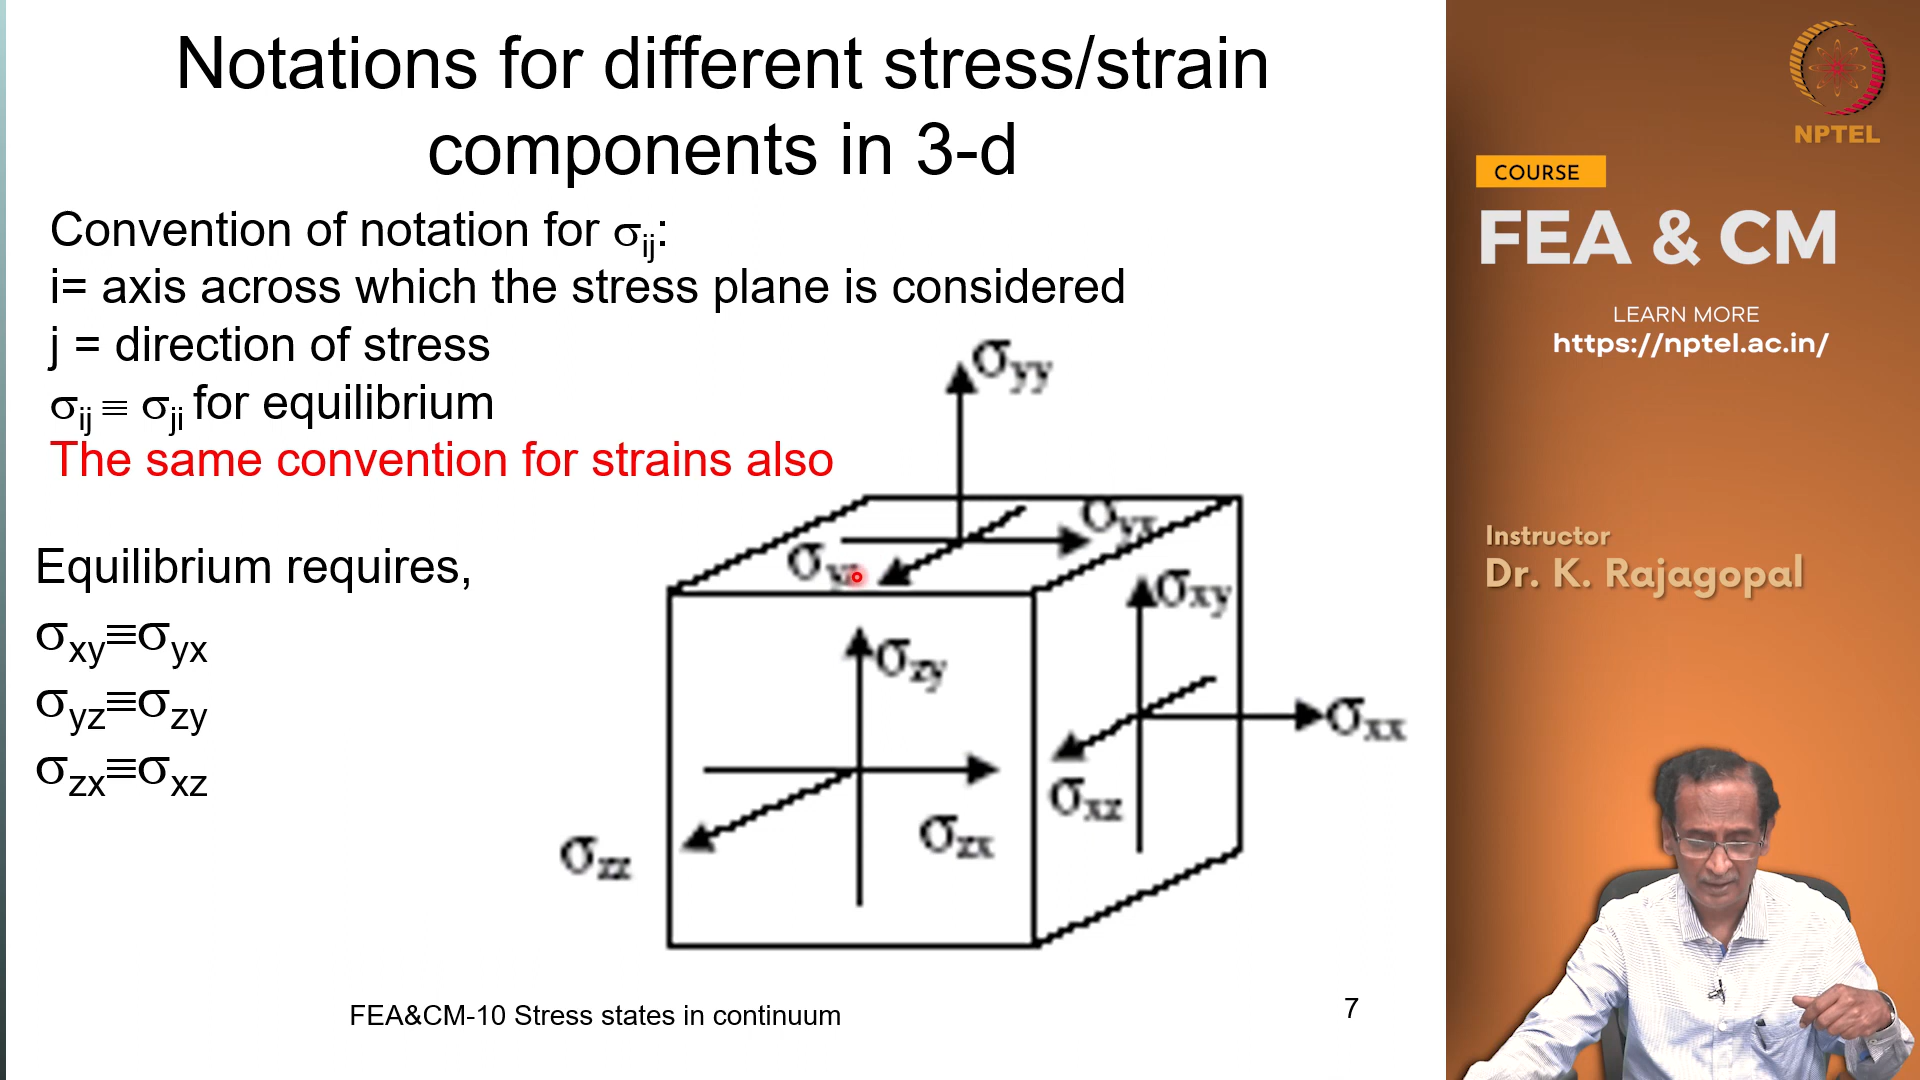 Notations for different stress/strain
components in 3-d
Convention of notation for σij:
i= axis across which the stress plane is considered
j = direction of stress
σij ≡ σji for equilibrium
The same convention for strains also
Equilibrium requires,
σxy≡σyx
σyz≡σzy
σzx≡σxz
σyy
σyx
σxy
σzy
σxx
σxz
σzx
σzz
FEA&CM-10 Stress states in continuum
7
NPTEL
COURSE
FEA & CM
LEARN MORE
https://nptel.ac.in/
Instructor
Dr. K. Rajagopal